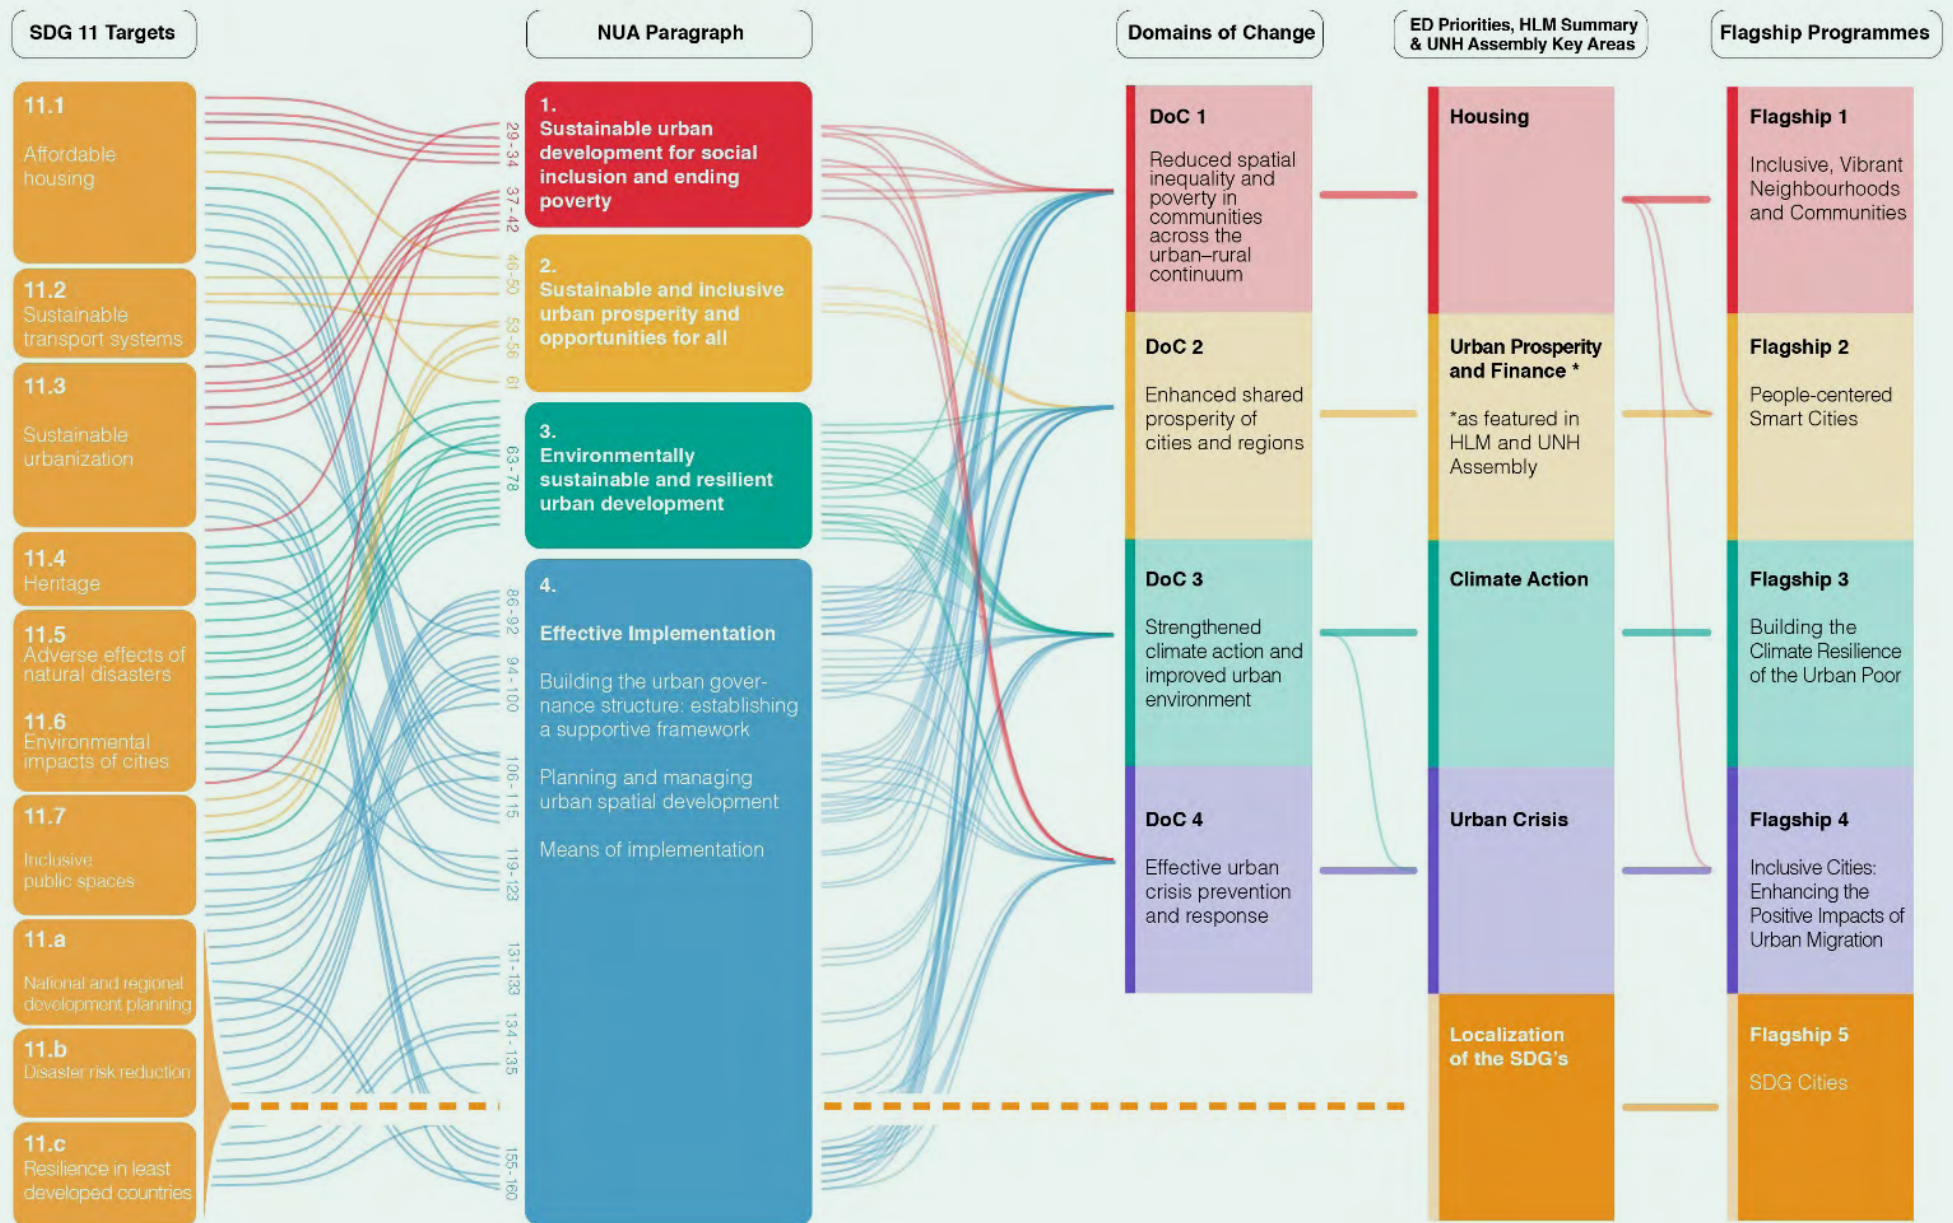 SDG 11 Targets
NUA Paragraph
Domains of Change
ED Priorities, HLM Summary
& UNH Assembly Key Areas
Flagship Programmes
11.1
Affordable
housing
11.2
Sustainable
transport systems
11.3
Sustainable
urbanization
11.4
Heritage
11.5
Adverse effects of
natural disasters
11.6
Environmental
impacts of cities
11.7
Inclusive
public spaces
11.a
National and regional
development planning
11.b
Disaster risk reduction
11.c
Resilience in least
developed countries
29-34
37-42
46-50
53-56
61
63-78
86-92
94-100
106-115
119-123
131-133
134-135
155-160
1.
Sustainable urban
development for social
inclusion and ending
poverty
2.
Sustainable and inclusive
urban prosperity and
opportunities for all
3.
Environmentally
sustainable and resilient
urban development
4.
Effective Implementation
Building the urban gover-
nance structure: establishing
a supportive framework
Planning and managing
urban spatial development
Means of implementation
DoC 1
Reduced spatial
inequality and
poverty in
communities
across the
urban–rural
continuum
DoC 2
Enhanced shared
prosperity of
cities and regions
DoC 3
Strengthened
climate action and
improved urban
environment
DoC 4
Effective urban
crisis prevention
and response
Housing
Urban Prosperity
and Finance *
*as featured in
HLM and UNH
Assembly
Climate Action
Urban Crisis
Localization
of the SDG's
Flagship 1
Inclusive, Vibrant
Neighbourhoods
and Communities
Flagship 2
People-centered
Smart Cities
Flagship 3
Building the
Climate Resilience
of the Urban Poor
Flagship 4
Inclusive Cities:
Enhancing the
Positive Impacts of
Urban Migration
Flagship 5
SDG Cities